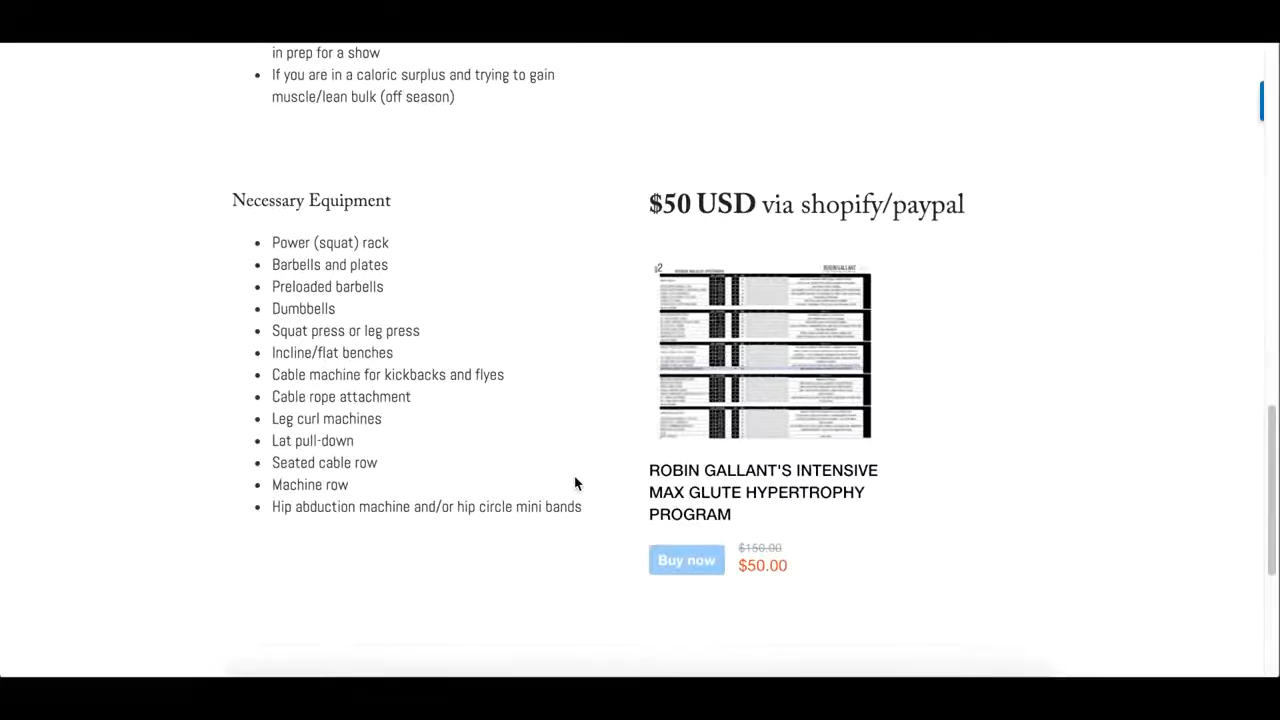 in prep for a show
If you are in a caloric surplus and trying to gain
muscle/lean bulk (off season)
Necessary Equipment
Power (squat) rack
Barbells and plates
Preloaded barbells
Dumbbells
Squat press or leg press
Incline/flat benches
Cable machine for kickbacks and flyes
Cable rope attachment
Leg curl machines
Lat pull-down
Seated cable row
Machine row
Hip abduction machine and/or hip circle mini bands
$50 USD via shopify/paypal
ROBIN GALLANT'S INTENSIVE
MAX GLUTE HYPERTROPHY
PROGRAM
Buy now
$150.00
$50.00